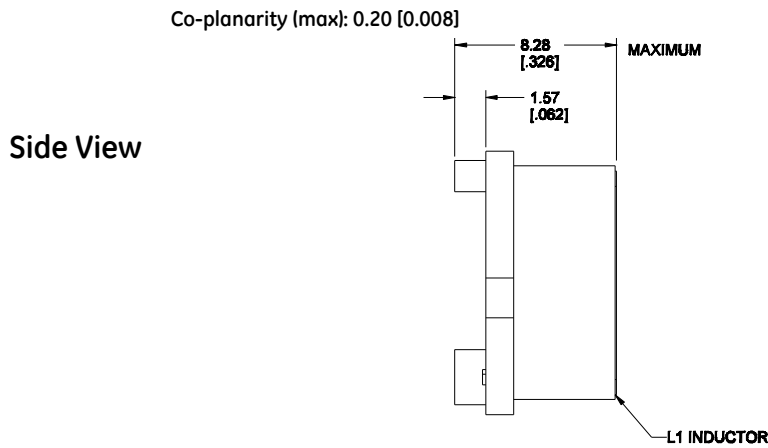 Co-planarity (max): 0.20 [0.008]
8.28
[.326]
MAXIMUM
1.57
[.062]
Side View
L1 INDUCTOR